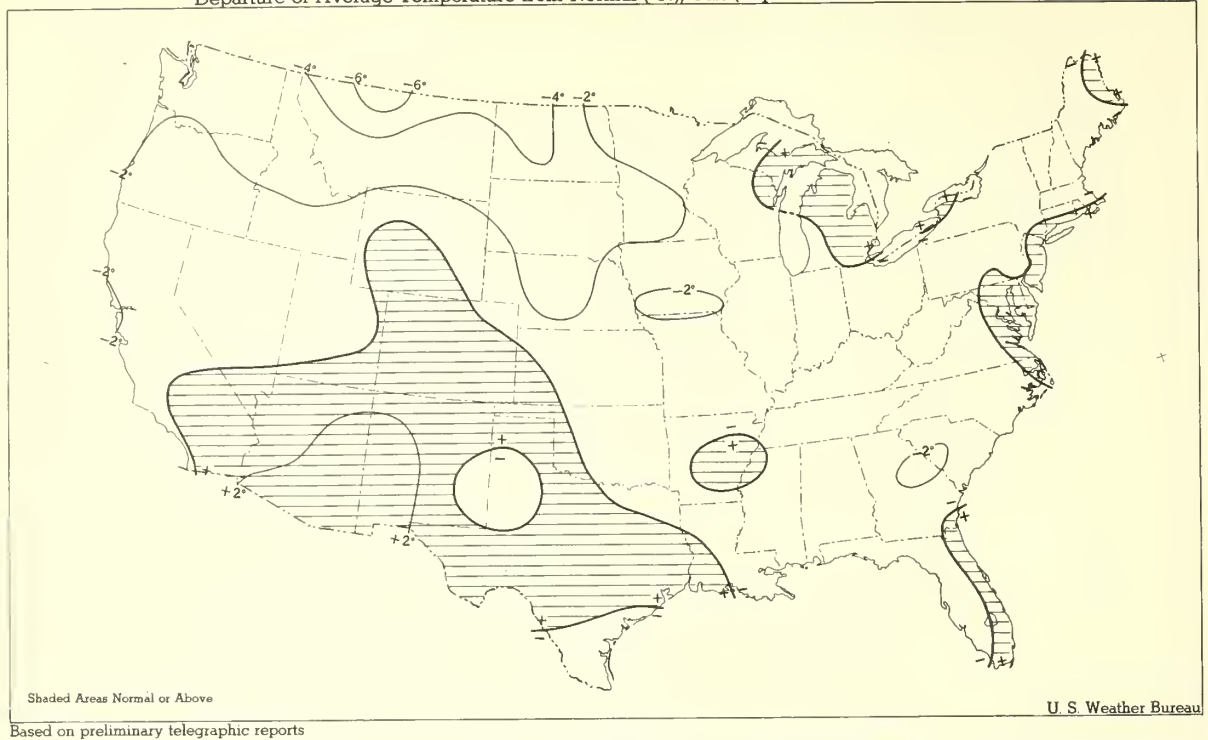 Departure of Average Temperature from Normal
-4° -6° -6° -4° -2°
-2°
-2°
-2°
-2°
-2°
+2°
+2°
Shaded Areas Normal or Above
U. S. Weather Bureau
Based on preliminary telegraphic reports